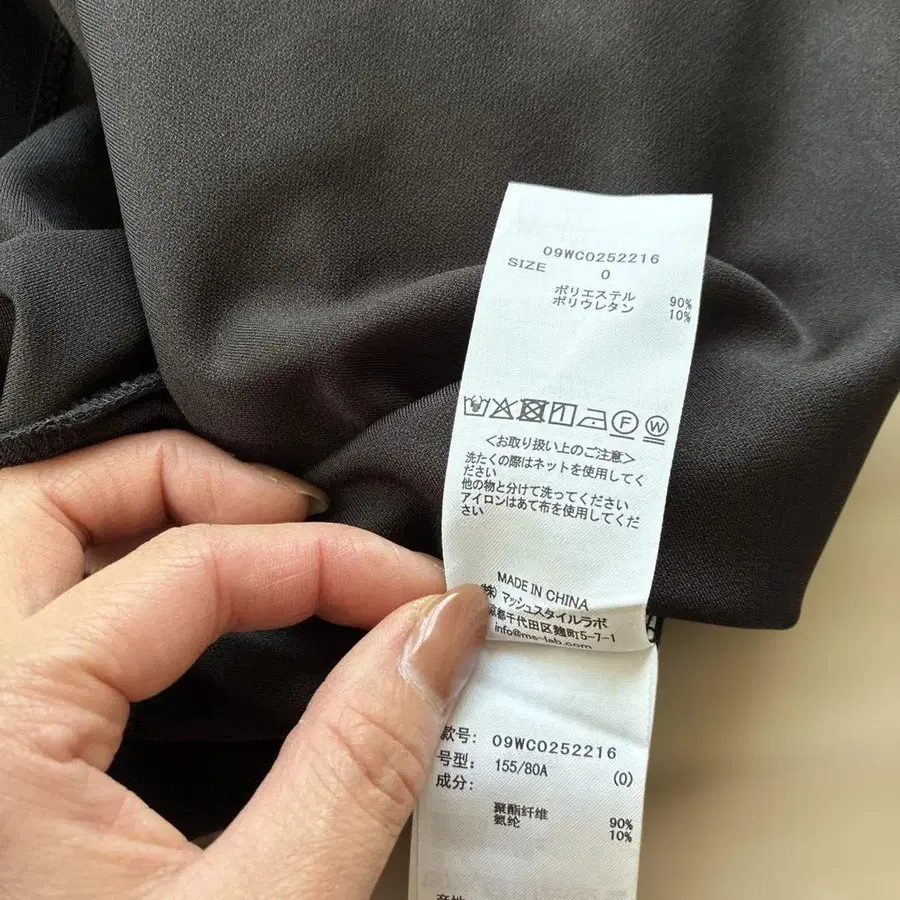 09WCO252216
SIZE 0
ポリエステル 90%
ポリウレタン 10%
F W
<お取り扱い上のご注意>
洗たくの際はネットを使用してく
ださい
他の物と分けて洗ってください
アイロンはあて布を使用してくだ
さい
MADE IN CHINA
㈱マッシュスタイルラボ
京都千代田区麹町5-7-1
info@ms-lab.com
款号: 09WCO252216
号型: 155/80A (0)
成分:
聚酯纤维 90%
氨纶 10%